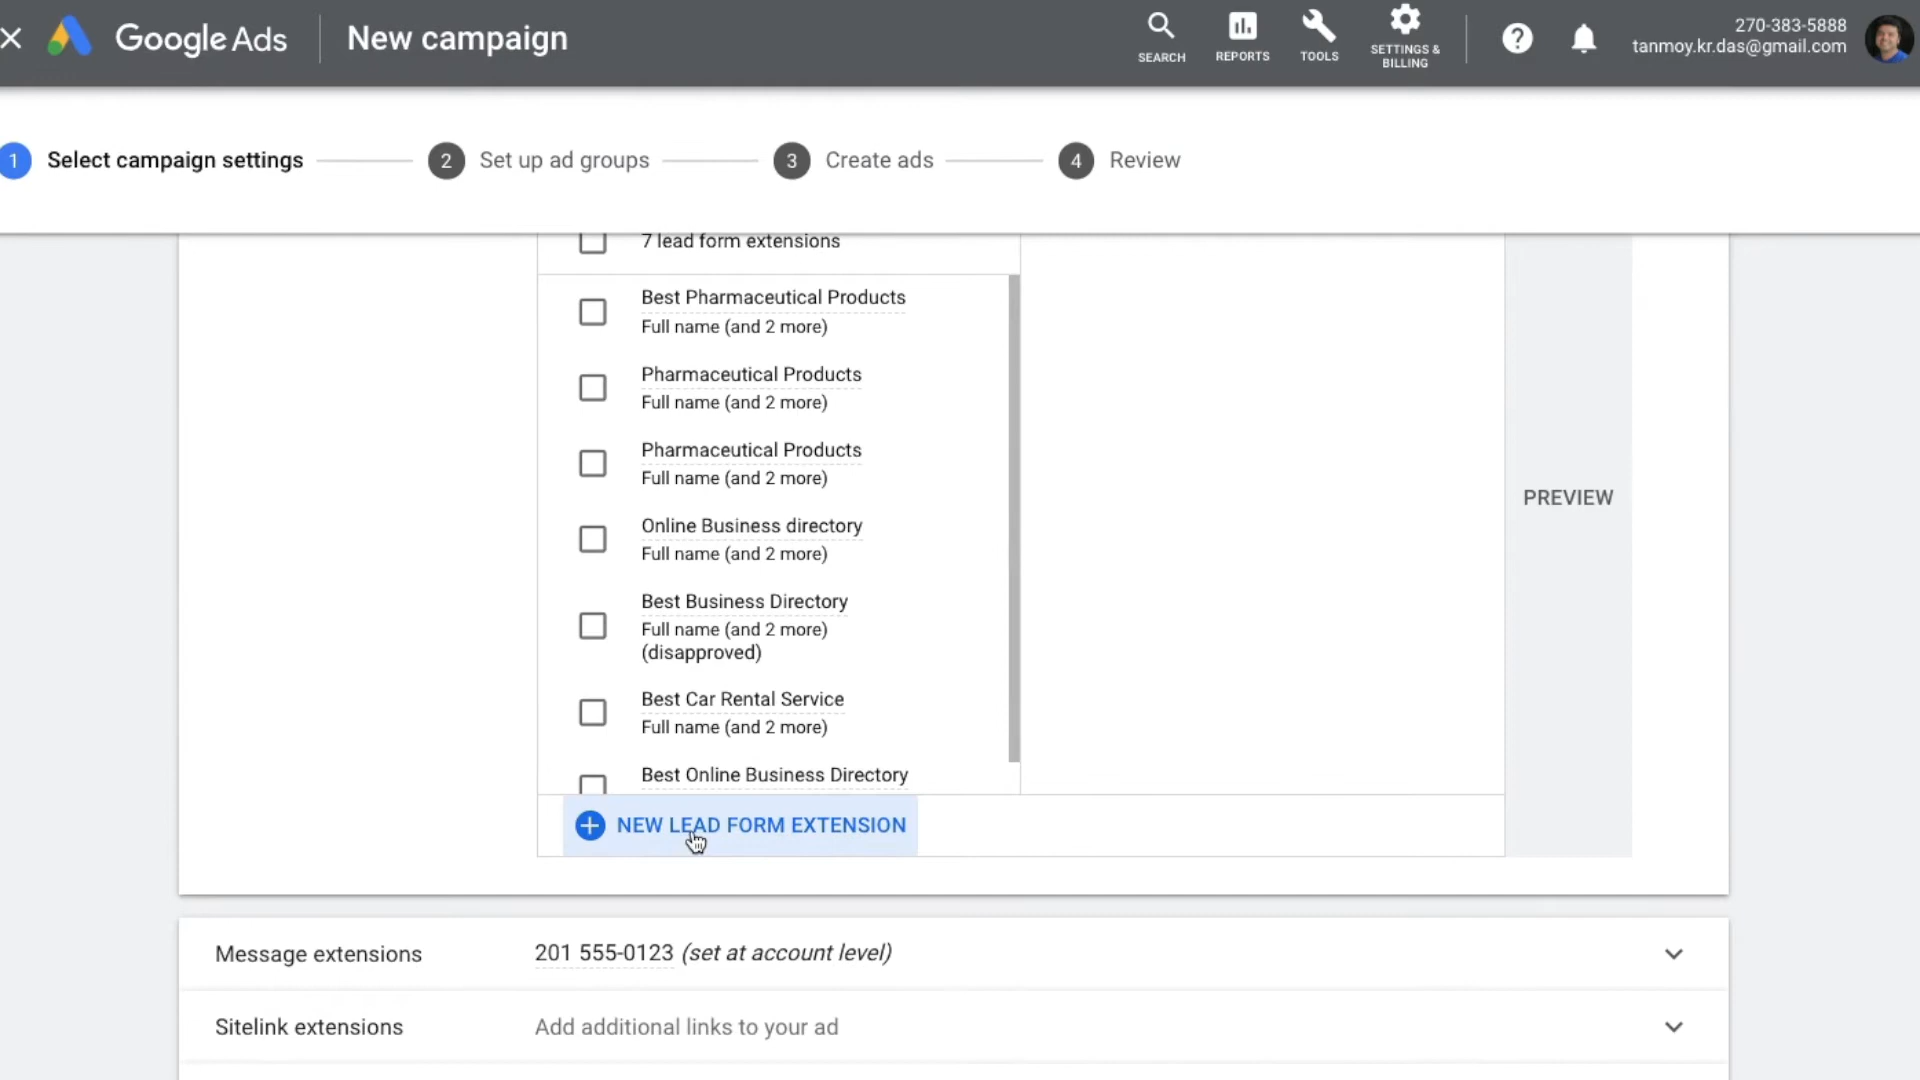 Google Ads
New campaign
SEARCH
REPORTS
TOOLS
SETTINGS &
BILLING
?
270-383-5888
tanmoy.kr.das@gmail.com
1 Select campaign settings
2 Set up ad groups
3 Create ads
4 Review
7 lead form extensions
Best Pharmaceutical Products
Full name (and 2 more)
Pharmaceutical Products
Full name (and 2 more)
Pharmaceutical Products
Full name (and 2 more)
Online Business directory
Full name (and 2 more)
Best Business Directory
Full name (and 2 more)
(disapproved)
Best Car Rental Service
Full name (and 2 more)
Best Online Business Directory
NEW LEAD FORM EXTENSION
PREVIEW
Message extensions
201 555-0123 (set at account level)
Sitelink extensions
Add additional links to your ad